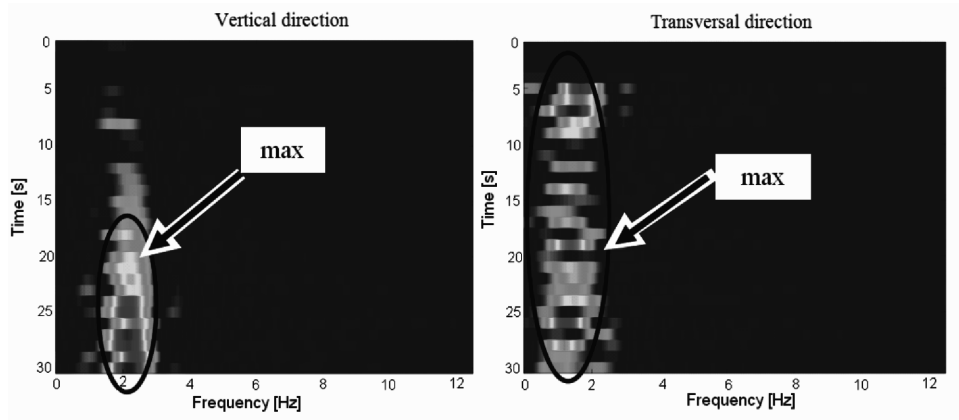 Vertical direction
Transversal direction
0
5
10
15
20
25
30
Time [s]
0 2 4 6 8 10 12
Frequency [Hz]
max
0
5
10
15
20
25
30
Time [s]
0 2 4 6 8 10 12
Frequency [Hz]
max